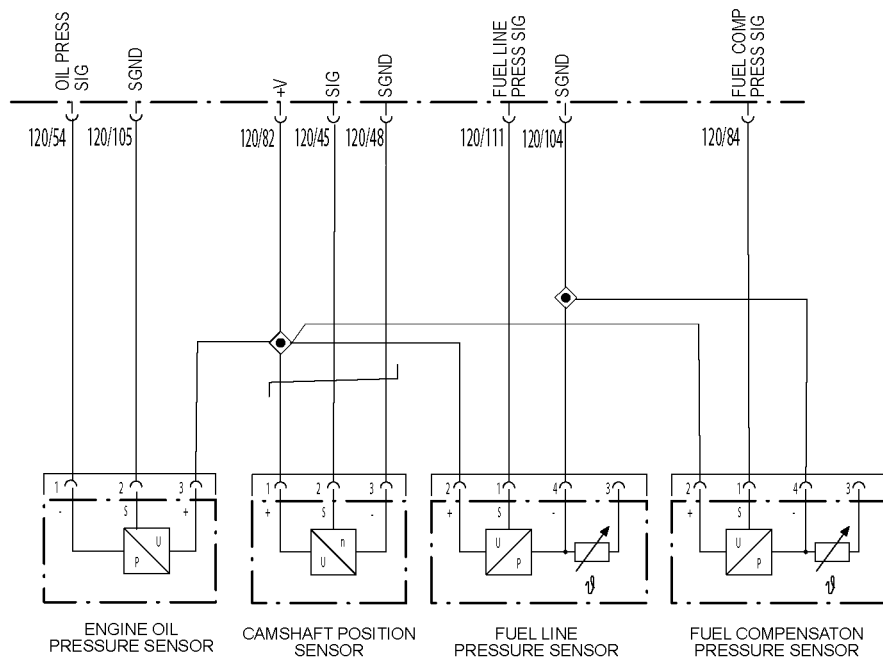 OIL PRESS
SIG
SGND
+V
SIG
SGND
FUEL LINE
PRESS SIG
SGND
FUEL COMP
PRESS SIG
120/54
120/105
120/82
120/45
120/48
120/111
120/104
120/84
1 2 3
1 2 3
2 1 4 3
2 1 4 3
- S +
+ S -
+ S -
+ S -
U
P
n
U
U
P
U
P
ϑ
ϑ
ENGINE OIL
PRESSURE SENSOR
CAMSHAFT POSITION
SENSOR
FUEL LINE
PRESSURE SENSOR
FUEL COMPENSATON
PRESSURE SENSOR